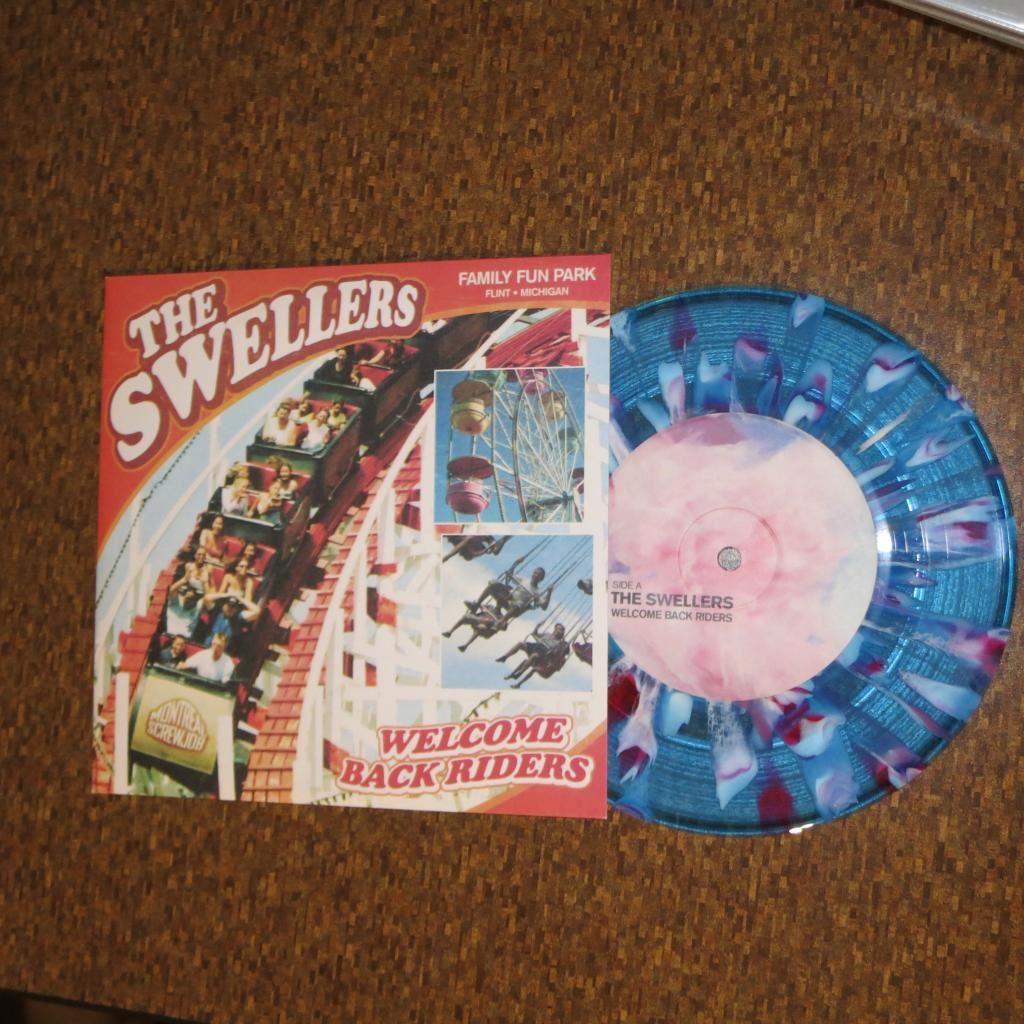 THE
SWELLERS
FAMILY FUN PARK
FLINT • MICHIGAN
MONTREAL
SCREWJOB
WELCOME
BACK RIDERS
SIDE A
THE SWELLERS
WELCOME BACK RIDERS